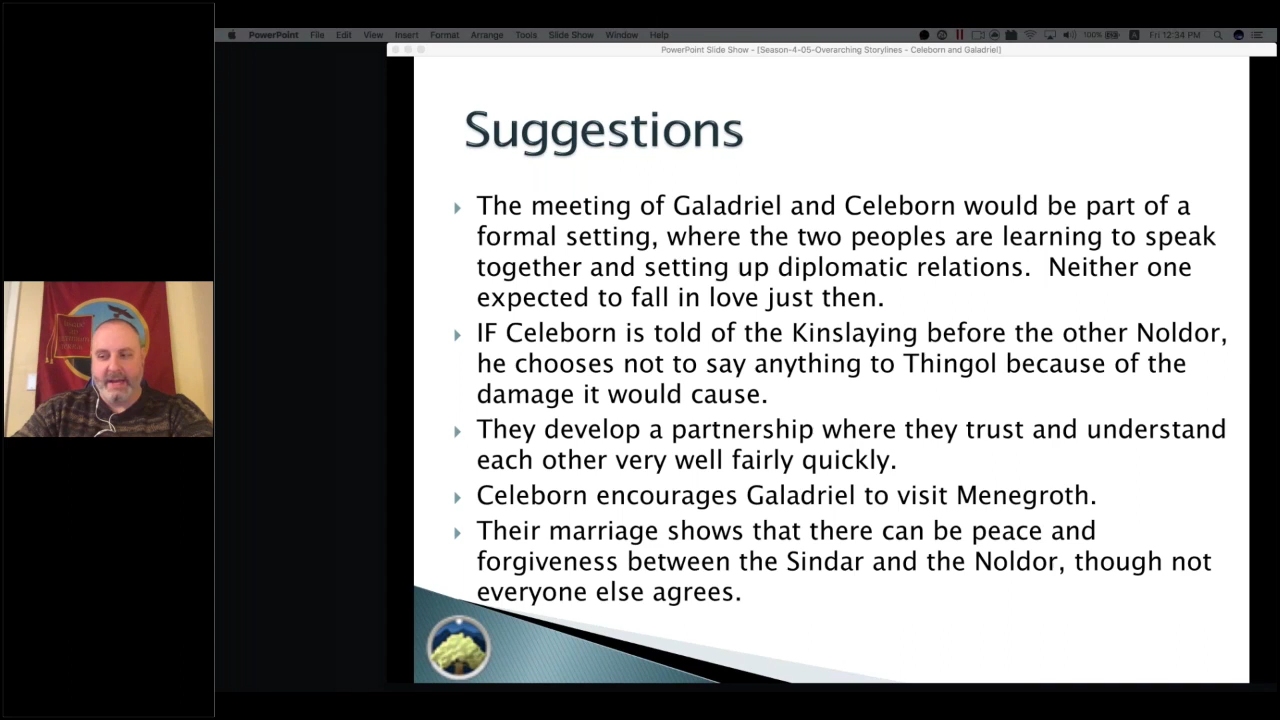 PowerPoint File Edit View Insert Format Arrange Tools Slide Show Window Help 100% Fri 12:34 PM
PowerPoint Slide Show - [Season-4-05-Overarching Storylines - Celeborn and Galadriel]
Suggestions
The meeting of Galadriel and Celeborn would be part of a
formal setting, where the two peoples are learning to speak
together and setting up diplomatic relations. Neither one
expected to fall in love just then.
IF Celeborn is told of the Kinslaying before the other Noldor,
he chooses not to say anything to Thingol because of the
damage it would cause.
They develop a partnership where they trust and understand
each other very well fairly quickly.
Celeborn encourages Galadriel to visit Menegroth.
Their marriage shows that there can be peace and
forgiveness between the Sindar and the Noldor, though not
everyone else agrees.